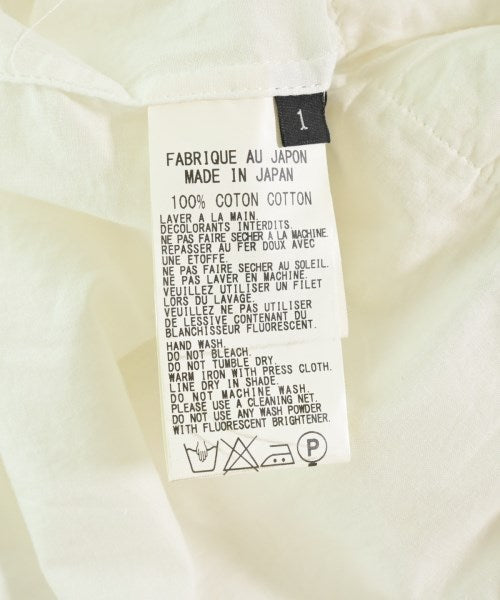 1
FABRIQUE AU JAPON
MADE IN JAPAN
100% COTON COTTON
LAVER A LA MAIN.
DECOLORANTS INTERDITS.
NE PAS FAIRE SECHER A LA MACHINE.
REPASSER AU FER DOUX AVEC
UNE ETOFFE.
NE PAS FAIRE SECHER AU SOLEIL.
NE PAS LAVER EN MACHINE.
VEUILLEZ UTILISER UN FILET
LORS DU LAVAGE.
VEUILLEZ NE PAS UTILISER
DE LESSIVE CONTENANT DU
BLANCHISSEUR FLUORESCENT.
HAND WASH.
DO NOT BLEACH.
DO NOT TUMBLE DRY.
WARM IRON WITH PRESS CLOTH.
LINE DRY IN SHADE.
DO NOT MACHINE WASH.
PLEASE USE A CLEANING NET.
DO NOT USE ANY WASH POWDER
WITH FLUORESCENT BRIGHTENER.
P